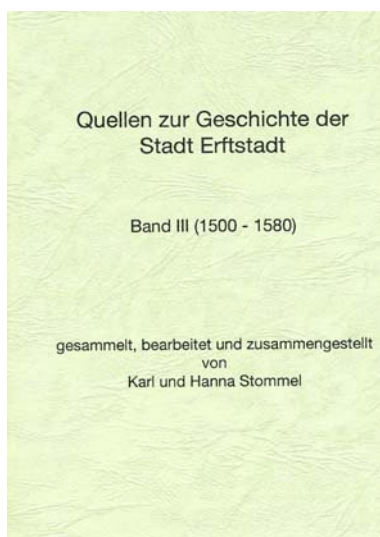 Quellen zur Geschichte der
Stadt Erftstadt
Band III (1500 - 1580)
gesammelt, bearbeitet und zusammengestellt
von
Karl und Hanna Stommel